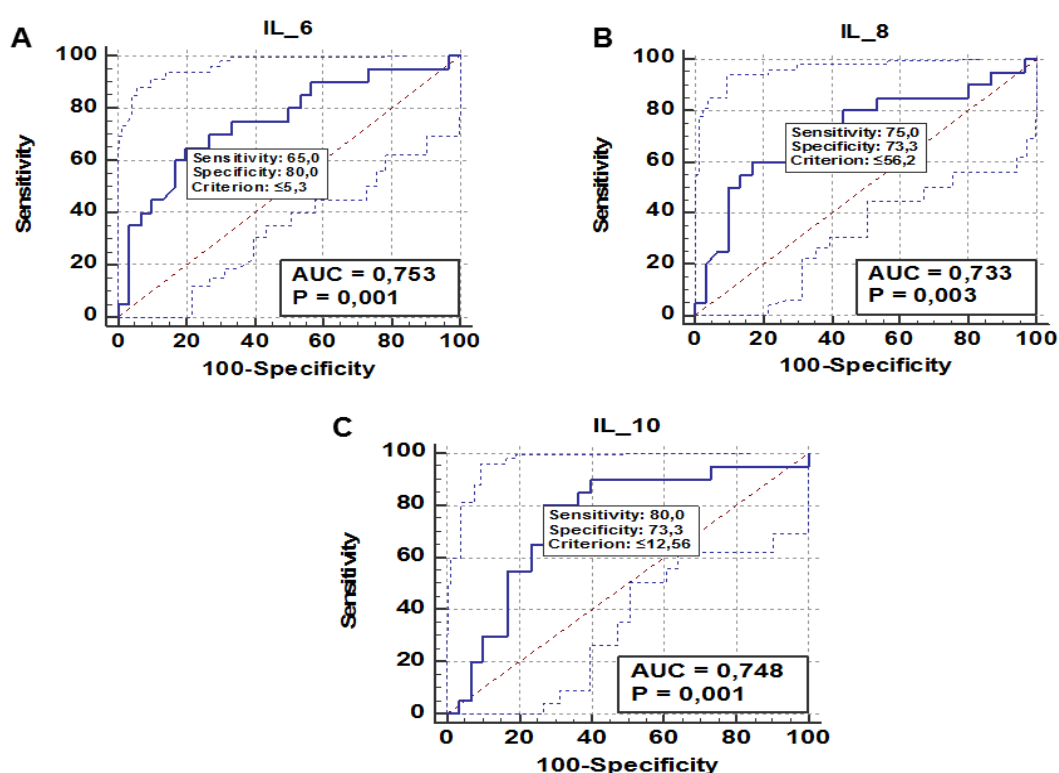 A
IL_6
Sensitivity
100
80
60
40
20
0
Sensitivity: 65,0
Specificity: 80,0
Criterion: ≤5,3
AUC = 0,753
P = 0,001
0 20 40 60 80 100
100-Specificity
B
IL_8
Sensitivity
100
80
60
40
20
0
Sensitivity: 75,0
Specificity: 73,3
Criterion: ≤56,2
AUC = 0,733
P = 0,003
0 20 40 60 80 100
100-Specificity
C
IL_10
Sensitivity
100
80
60
40
20
0
Sensitivity: 80,0
Specificity: 73,3
Criterion: ≤12,56
AUC = 0,748
P = 0,001
0 20 40 60 80 100
100-Specificity